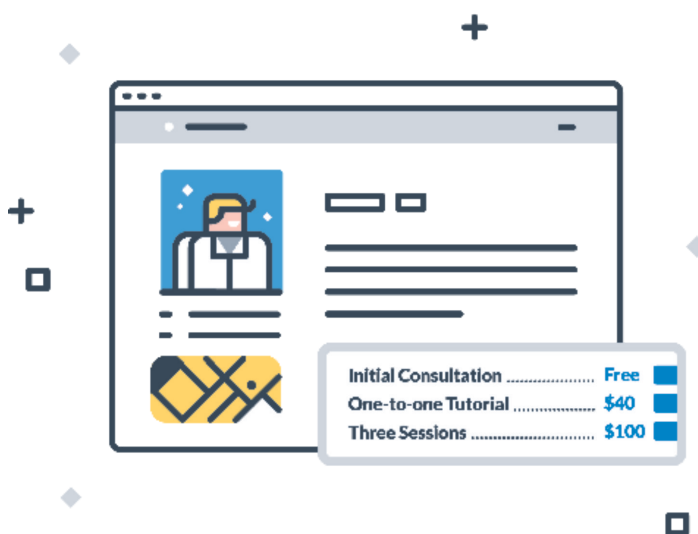 Initial Consultation ..................... Free
One-to-one Tutorial .................... $40
Three Sessions ............................. $100